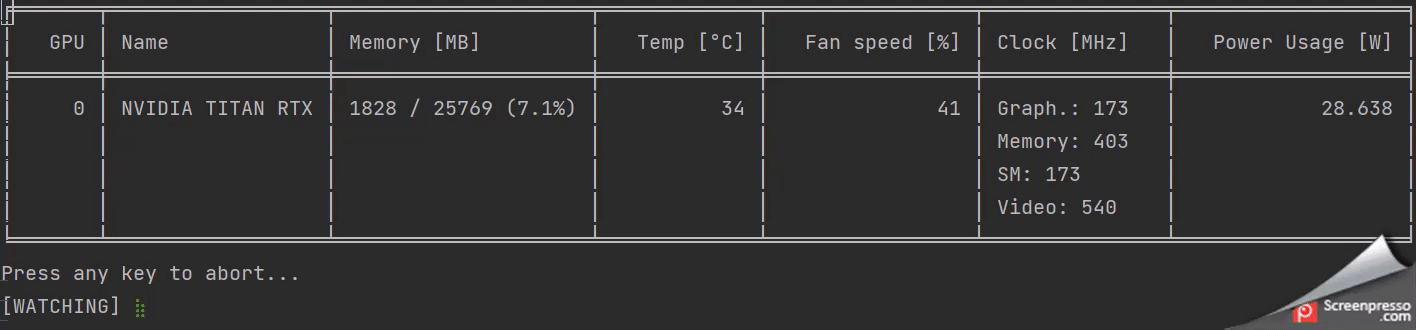 GPU Name Memory [MB] Temp [°C] Fan speed [%] Clock [MHz] Power Usage [W]
0 NVIDIA TITAN RTX 1828 / 25769 (7.1%) 34 41 Graph.: 173 28.638
Memory: 403
SM: 173
Video: 540
Press any key to abort...
[WATCHING]
Screenpresso
.com